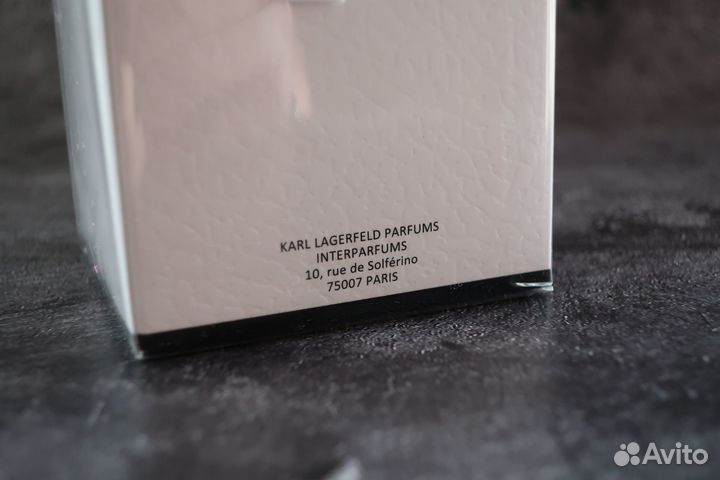 KARL LAGERFELD PARFUMS
INTERPARFUMS
10, rue de Solférino
75007 PARIS
Avito